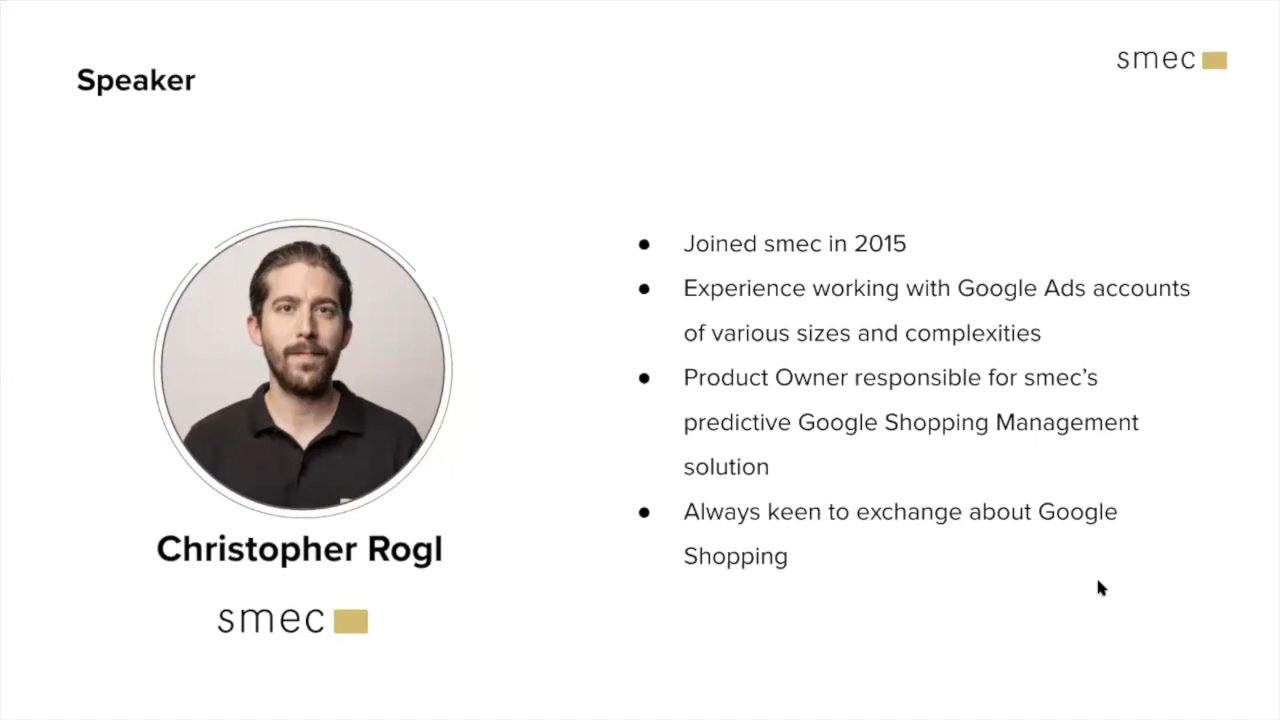 smec
Speaker
● Joined smec in 2015
● Experience working with Google Ads accounts
of various sizes and complexities
● Product Owner responsible for smec’s
predictive Google Shopping Management
solution
● Always keen to exchange about Google
Shopping
Christopher Rogl
smec